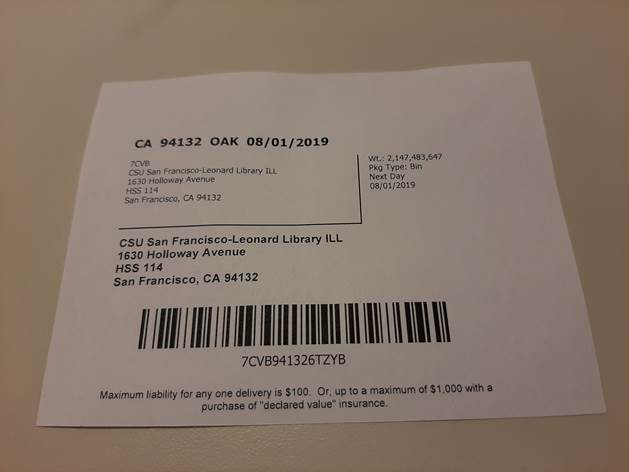 CA 94132 OAK 08/01/2019
7CVB
CSU San Francisco-Leonard Library ILL
1630 Holloway Avenue
HSS 114
San Francisco, CA 94132
Wt.: 2,147,483,647
Pkg Type: Bin
Next Day
08/01/2019
CSU San Francisco-Leonard Library ILL
1630 Holloway Avenue
HSS 114
San Francisco, CA 94132
7CVB941326TZYB
Maximum liability for any one delivery is $100. Or, up to a maximum of $1,000 with a
purchase of "declared value" insurance.